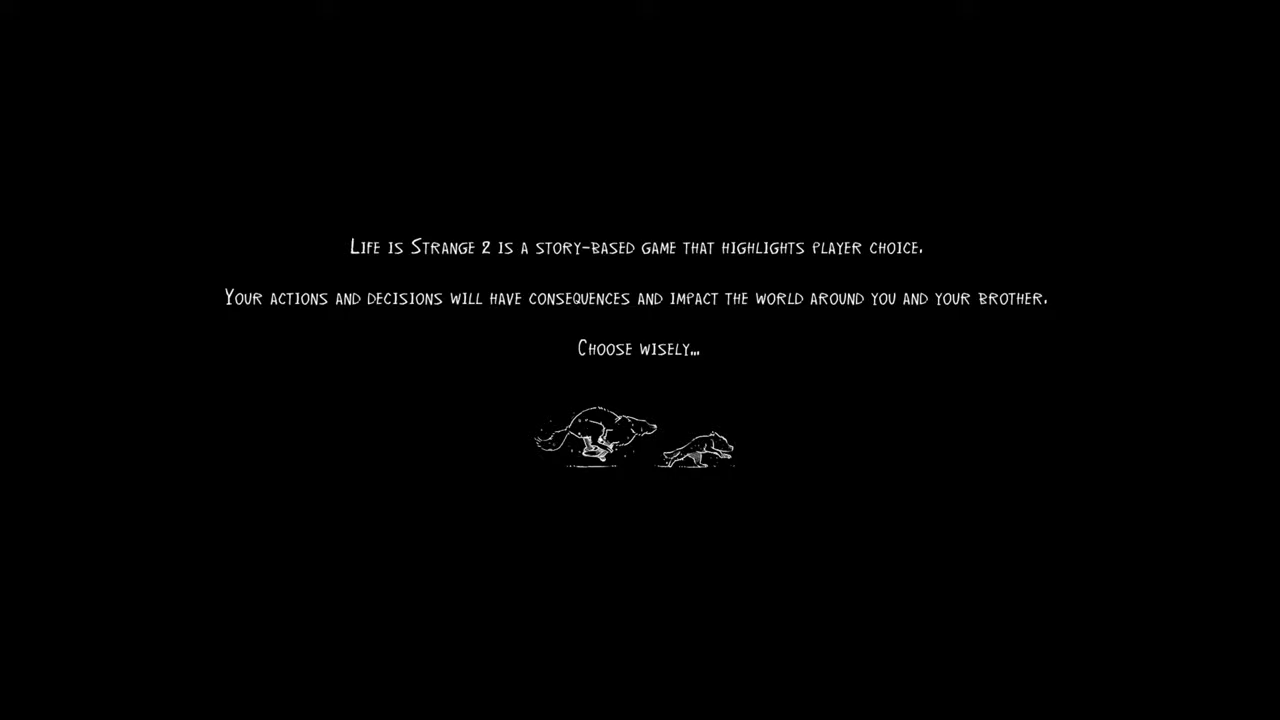 Life is Strange 2 is a story-based game that highlights player choice.
Your actions and decisions will have consequences and impact the world around you and your brother.
Choose wisely...